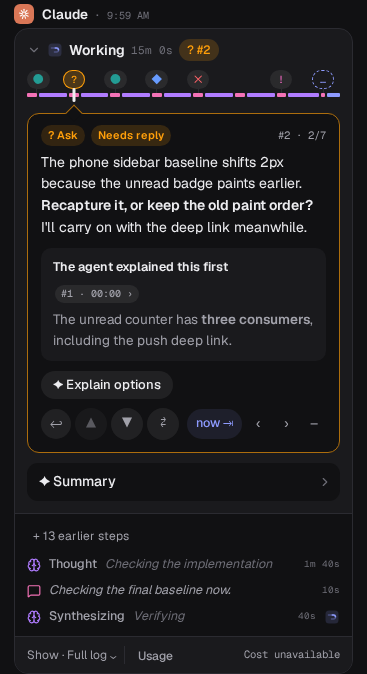 Claude · 9:59 AM
Working 15m 0s ? #2
? Ask Needs reply #2 · 2/7
The phone sidebar baseline shifts 2px
because the unread badge paints earlier.
Recapture it, or keep the old paint order?
I'll carry on with the deep link meanwhile.
The agent explained this first
#1 · 00:00 ›
The unread counter has three consumers,
including the push deep link.
Explain options
now
Summary
+ 13 earlier steps
Thought Checking the implementation 1m 40s
Checking the final baseline now. 10s
Synthesizing Verifying 40s
Show · Full log Usage Cost unavailable